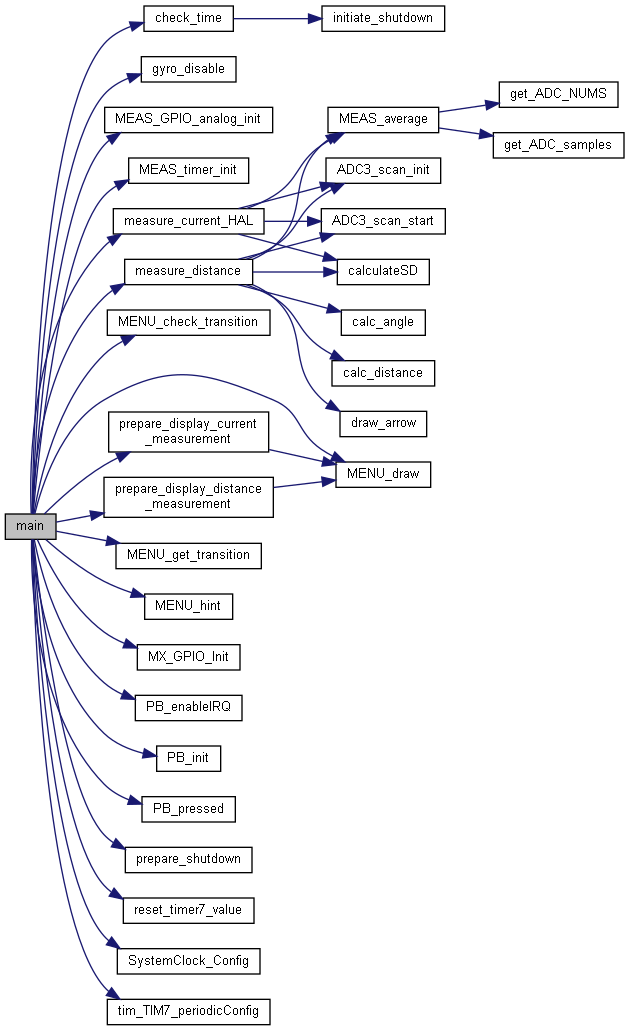 check_time
initiate_shutdown
gyro_disable
get_ADC_NUMS
MEAS_GPIO_analog_init
MEAS_average
get_ADC_samples
MEAS_timer_init
ADC3_scan_init
measure_current_HAL
ADC3_scan_start
measure_distance
calculateSD
MENU_check_transition
calc_angle
calc_distance
prepare_display_current
_measurement
draw_arrow
MENU_draw
prepare_display_distance
_measurement
main
MENU_get_transition
MENU_hint
MX_GPIO_Init
PB_enableIRQ
PB_init
PB_pressed
prepare_shutdown
reset_timer7_value
SystemClock_Config
tim_TIM7_periodicConfig